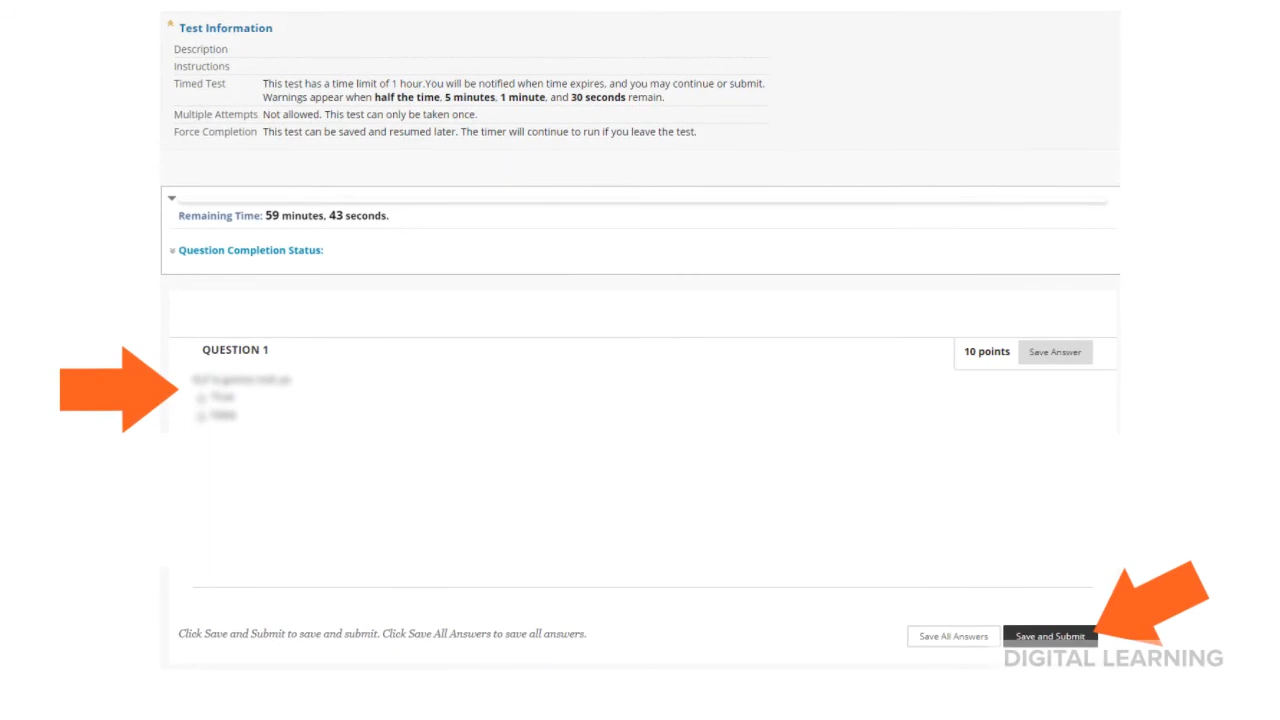 Test Information
Description
Instructions
Timed Test This test has a time limit of 1 hour.You will be notified when time expires, and you may continue or submit.
Warnings appear when half the time, 5 minutes, 1 minute, and 30 seconds remain.
Multiple Attempts Not allowed. This test can only be taken once.
Force Completion This test can be saved and resumed later. The timer will continue to run if you leave the test.
Remaining Time: 59 minutes, 43 seconds.
Question Completion Status:
QUESTION 1
10 points Save Answer
Click Save and Submit to save and submit. Click Save All Answers to save all answers.
Save All Answers Save and Submit
DIGITAL LEARNING